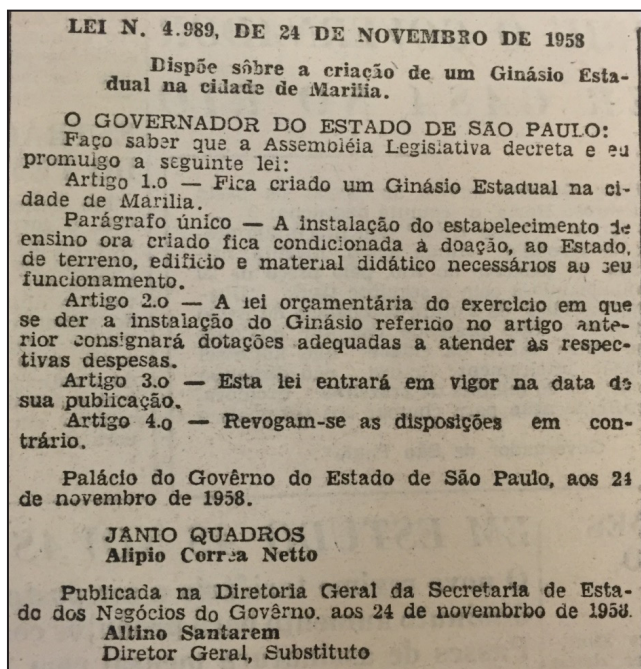 LEI N. 4.989, DE 24 DE NOVEMBRO DE 1958
Dispõe sôbre a criação de um Ginásio Esta-
dual na cidade de Marilia.
O GOVERNADOR DO ESTADO DE SÃO PAULO:
Faço saber que a Assembléia Legislativa decreta e eu
promulgo a seguinte lei:
Artigo 1.o — Fica criado um Ginásio Estadual na ci-
dade de Marilia.
Parágrafo único — A instalação do estabelecimento de
ensino ora criado fica condicionada à doação, ao Estado,
de terreno, edificio e material didático necessários ao seu
funcionamento.
Artigo 2.o — A lei orçamentária do exercicio em que
se der a instalação do Ginásio referido no artigo ante-
rior consignará dotações adequadas a atender às respec-
tivas despesas.
Artigo 3.o — Esta lei entrará em vigor na data de
sua publicação.
Artigo 4.o — Revogam-se as disposições em con-
trário.
Palácio do Govêrno do Estado de São Paulo, aos 24
de novembro de 1958.
JÂNIO QUADROS
Alipio Corrêa Netto
Publicada na Diretoria Geral da Secretaria de Esta-
do dos Negócios do Govêrno, aos 24 de novembrbo de 1958.
Altino Santarem
Diretor Geral, Substituto